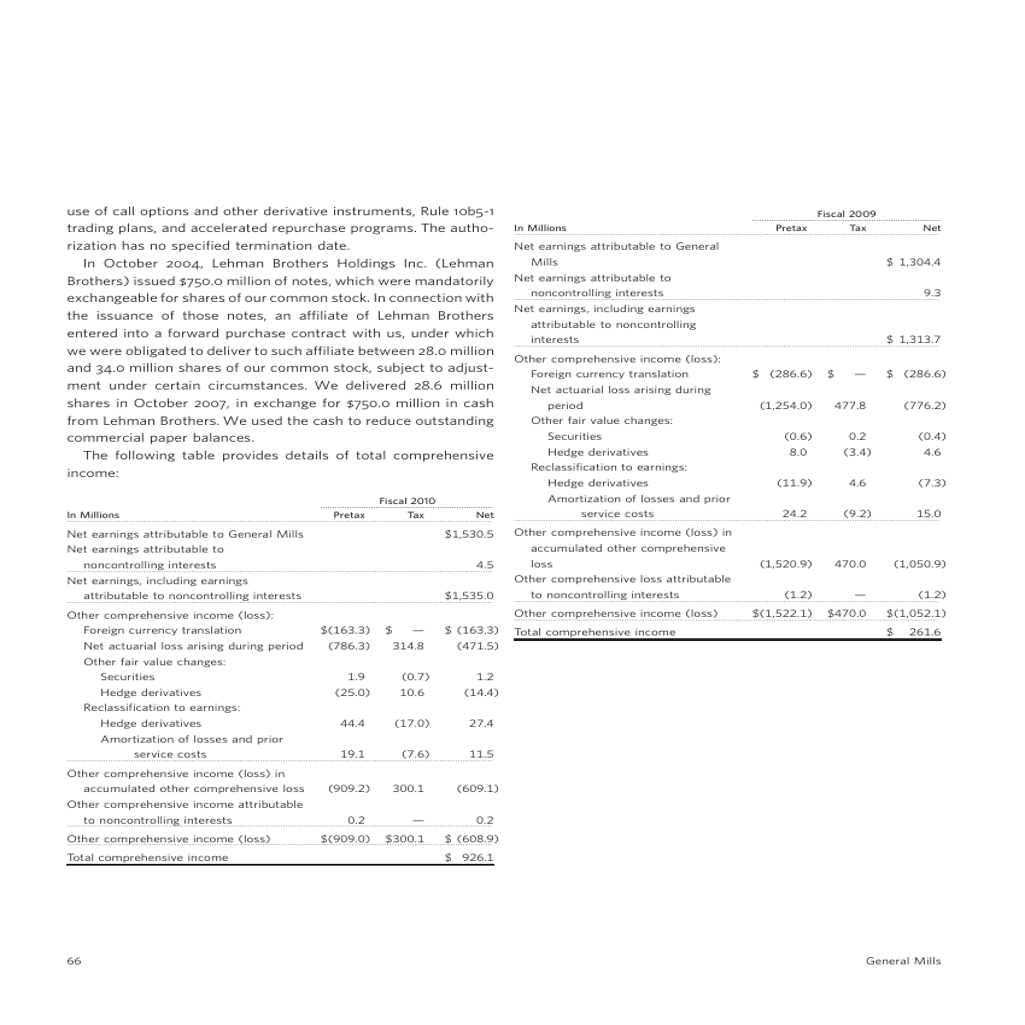 use of call options and other derivative instruments, Rule 10b5-1
trading plans, and accelerated repurchase programs. The autho-
rization has no specified termination date.
In October 2004, Lehman Brothers Holdings Inc. (Lehman
Brothers) issued $750.0 million of notes, which were mandatorily
exchangeable for shares of our common stock. In connection with
the issuance of those notes, an affiliate of Lehman Brothers
entered into a forward purchase contract with us, under which
we were obligated to deliver to such affiliate between 28.0 million
and 34.0 million shares of our common stock, subject to adjust-
ment under certain circumstances. We delivered 28.6 million
shares in October 2007, in exchange for $750.0 million in cash
from Lehman Brothers. We used the cash to reduce outstanding
commercial paper balances.
The following table provides details of total comprehensive
income:
Fiscal 2010
In Millions Pretax Tax Net
Net earnings attributable to General Mills $1,530.5
Net earnings attributable to
noncontrolling interests 4.5
Net earnings, including earnings
attributable to noncontrolling interests $1,535.0
Other comprehensive income (loss):
Foreign currency translation $(163.3) $ — $ (163.3)
Net actuarial loss arising during period (786.3) 314.8 (471.5)
Other fair value changes:
Securities 1.9 (0.7) 1.2
Hedge derivatives (25.0) 10.6 (14.4)
Reclassification to earnings:
Hedge derivatives 44.4 (17.0) 27.4
Amortization of losses and prior
service costs 19.1 (7.6) 11.5
Other comprehensive income (loss) in
accumulated other comprehensive loss (909.2) 300.1 (609.1)
Other comprehensive income attributable
to noncontrolling interests 0.2 — 0.2
Other comprehensive income (loss) $(909.0) $300.1 $ (608.9)
Total comprehensive income $ 926.1
Fiscal 2009
In Millions Pretax Tax Net
Net earnings attributable to General
Mills $ 1,304.4
Net earnings attributable to
noncontrolling interests 9.3
Net earnings, including earnings
attributable to noncontrolling
interests $ 1,313.7
Other comprehensive income (loss):
Foreign currency translation $ (286.6) $ — $ (286.6)
Net actuarial loss arising during
period (1,254.0) 477.8 (776.2)
Other fair value changes:
Securities (0.6) 0.2 (0.4)
Hedge derivatives 8.0 (3.4) 4.6
Reclassification to earnings:
Hedge derivatives (11.9) 4.6 (7.3)
Amortization of losses and prior
service costs 24.2 (9.2) 15.0
Other comprehensive income (loss) in
accumulated other comprehensive
loss (1,520.9) 470.0 (1,050.9)
Other comprehensive loss attributable
to noncontrolling interests (1.2) — (1.2)
Other comprehensive income (loss) $(1,522.1) $470.0 $(1,052.1)
Total comprehensive income $ 261.6
66
General Mills